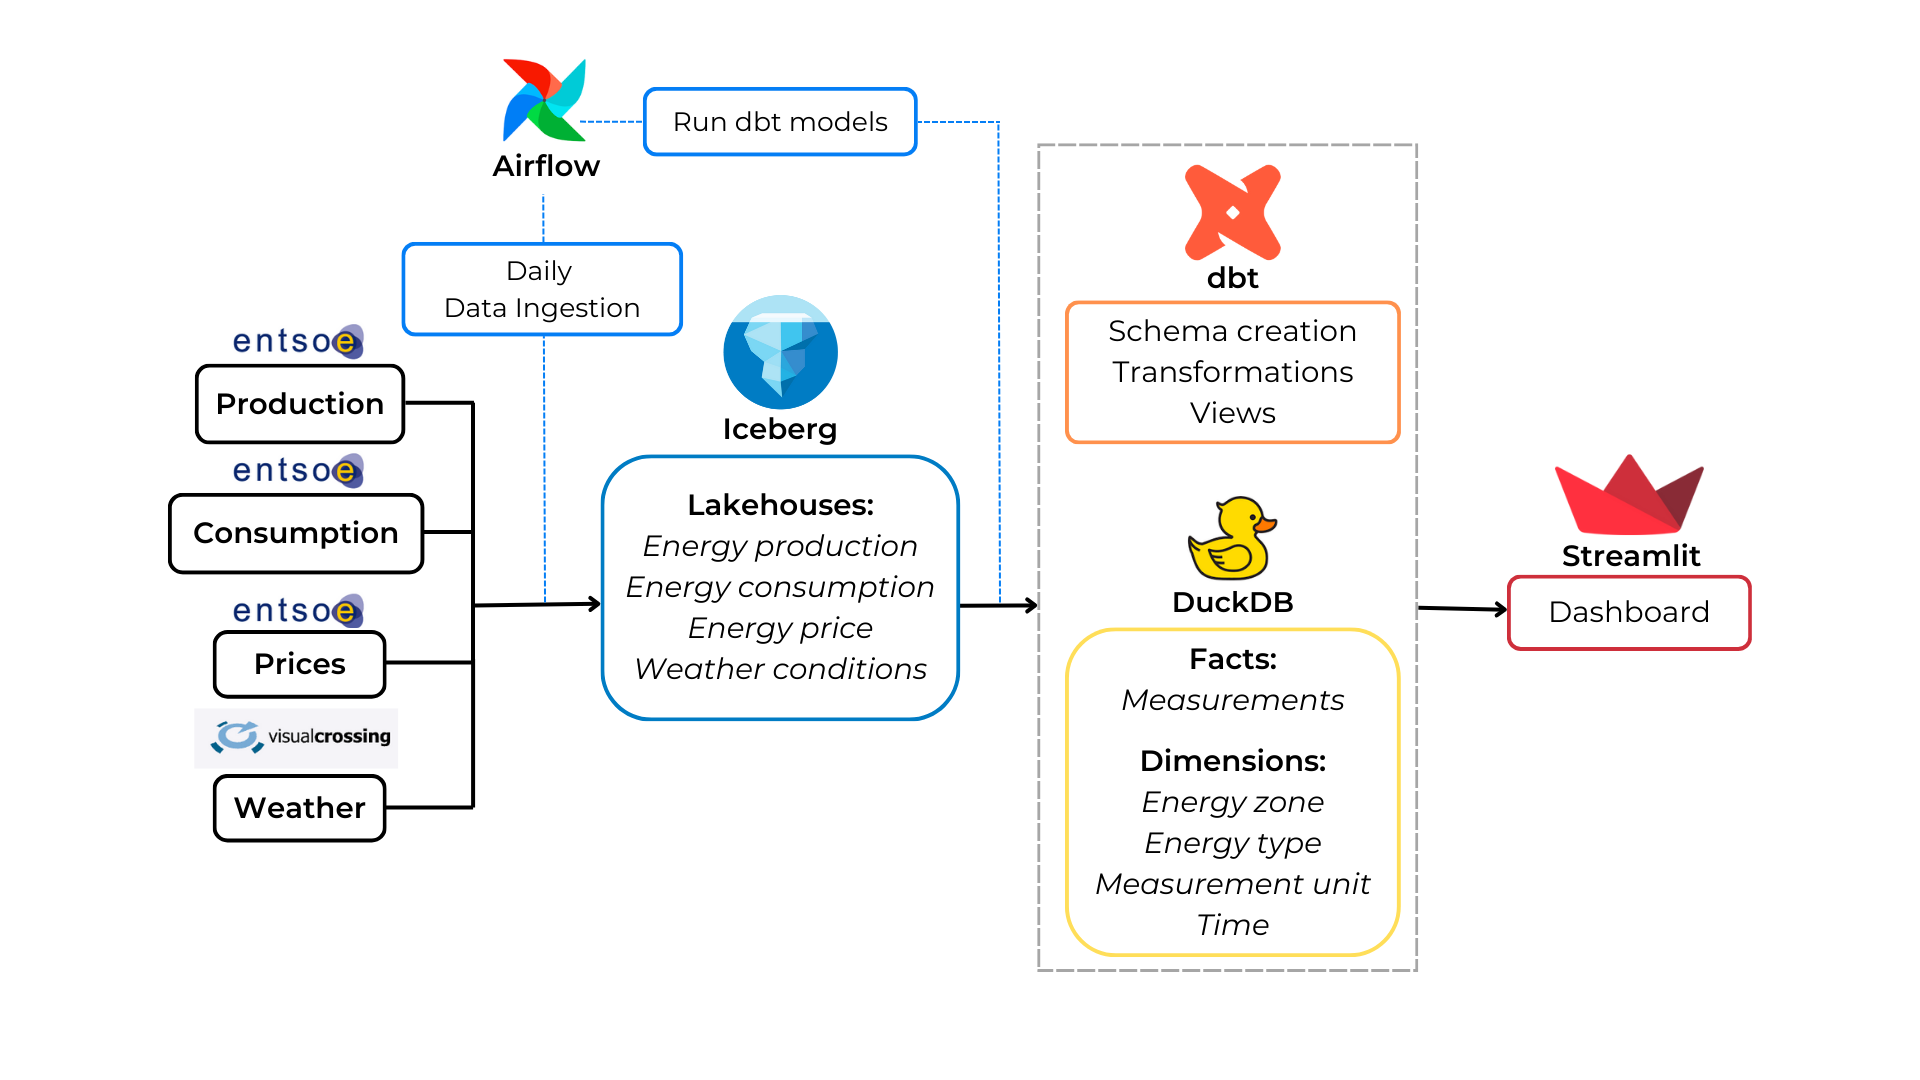 Airflow
Run dbt models
Daily
Data Ingestion
entsoe
Production
entsoe
Consumption
entsoe
Prices
visualcrossing
Weather
Iceberg
Lakehouses:
Energy production
Energy consumption
Energy price
Weather conditions
dbt
Schema creation
Transformations
Views
DuckDB
Facts:
Measurements
Dimensions:
Energy zone
Energy type
Measurement unit
Time
Streamlit
Dashboard